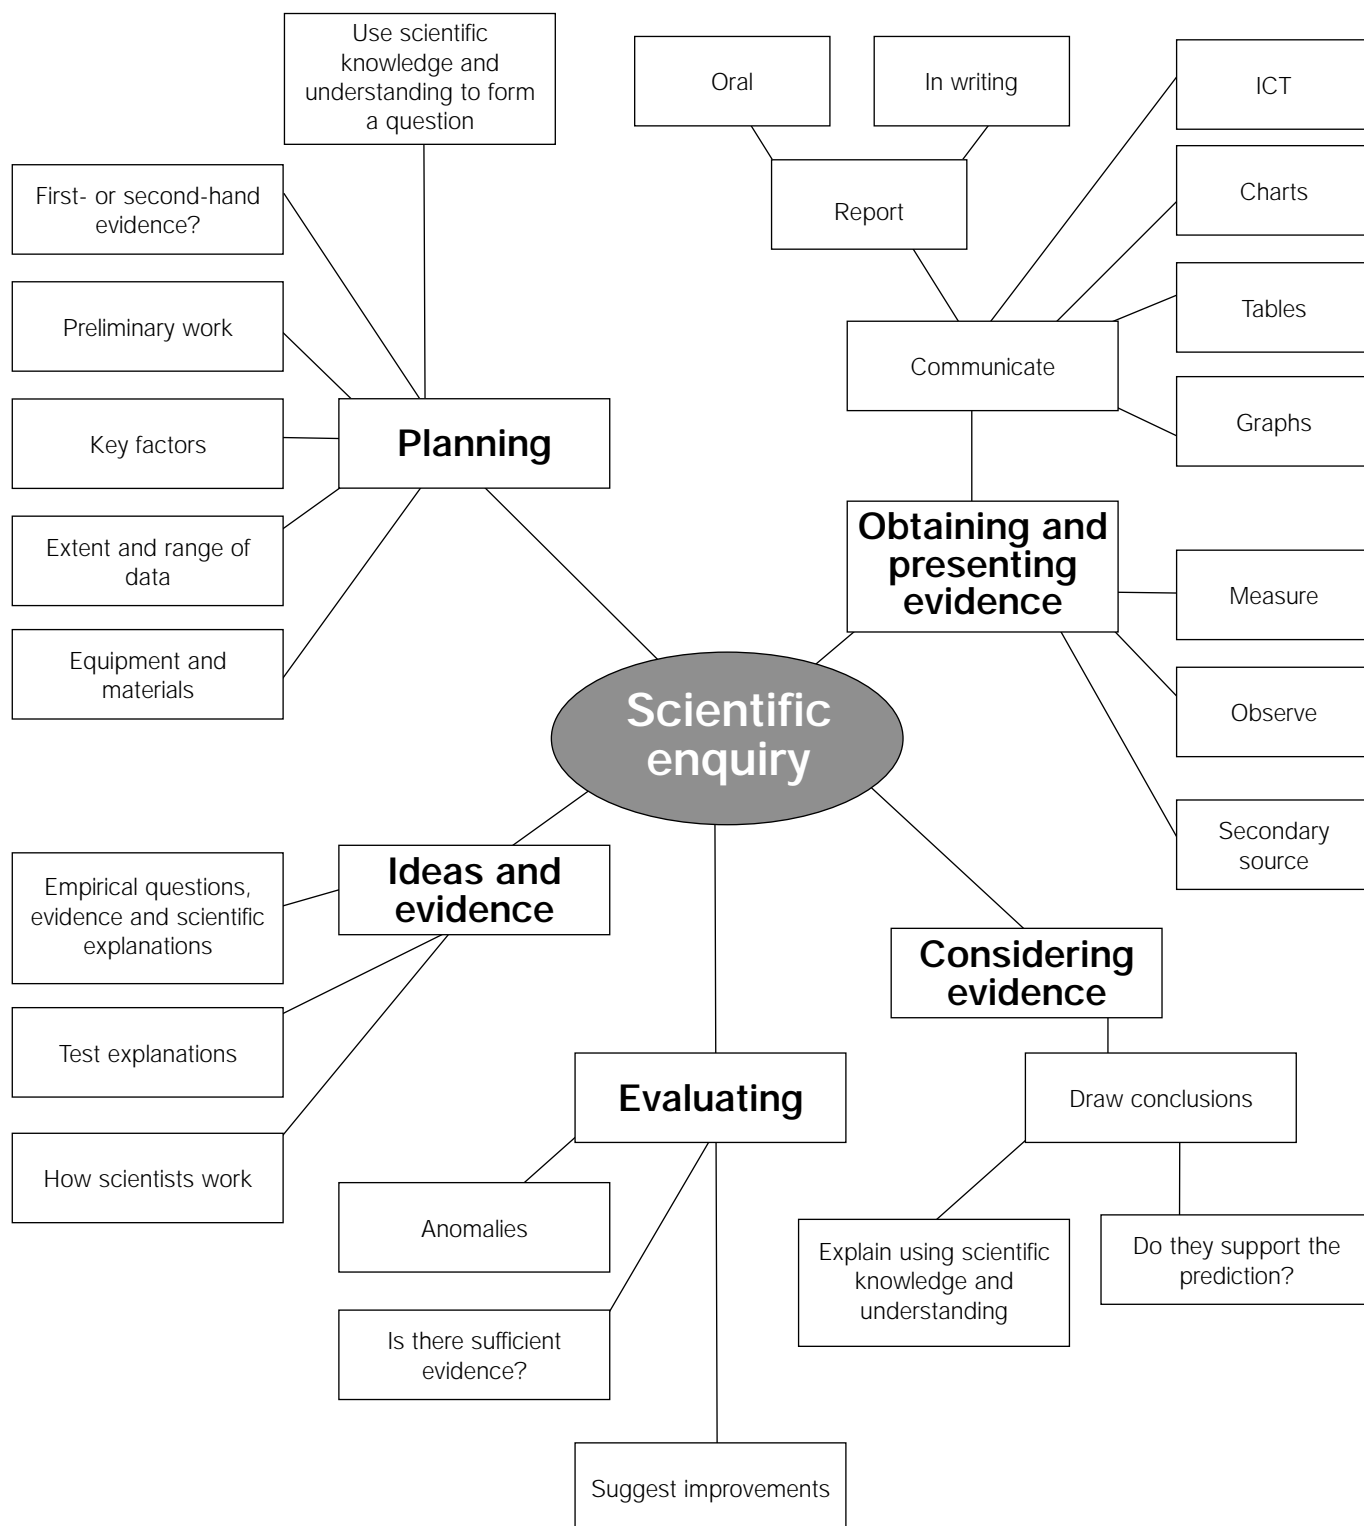 Use scientific
knowledge and
understanding to form
a question
First- or second-hand
evidence?
Preliminary work
Key factors
Extent and range of
data
Equipment and
materials
Planning
Oral
In writing
Report
ICT
Charts
Tables
Graphs
Communicate
Obtaining and
presenting
evidence
Measure
Observe
Secondary
source
Scientific
enquiry
Ideas and
evidence
Empirical questions,
evidence and scientific
explanations
Test explanations
How scientists work
Evaluating
Anomalies
Is there sufficient
evidence?
Suggest improvements
Considering
evidence
Draw conclusions
Explain using scientific
knowledge and
understanding
Do they support the
prediction?